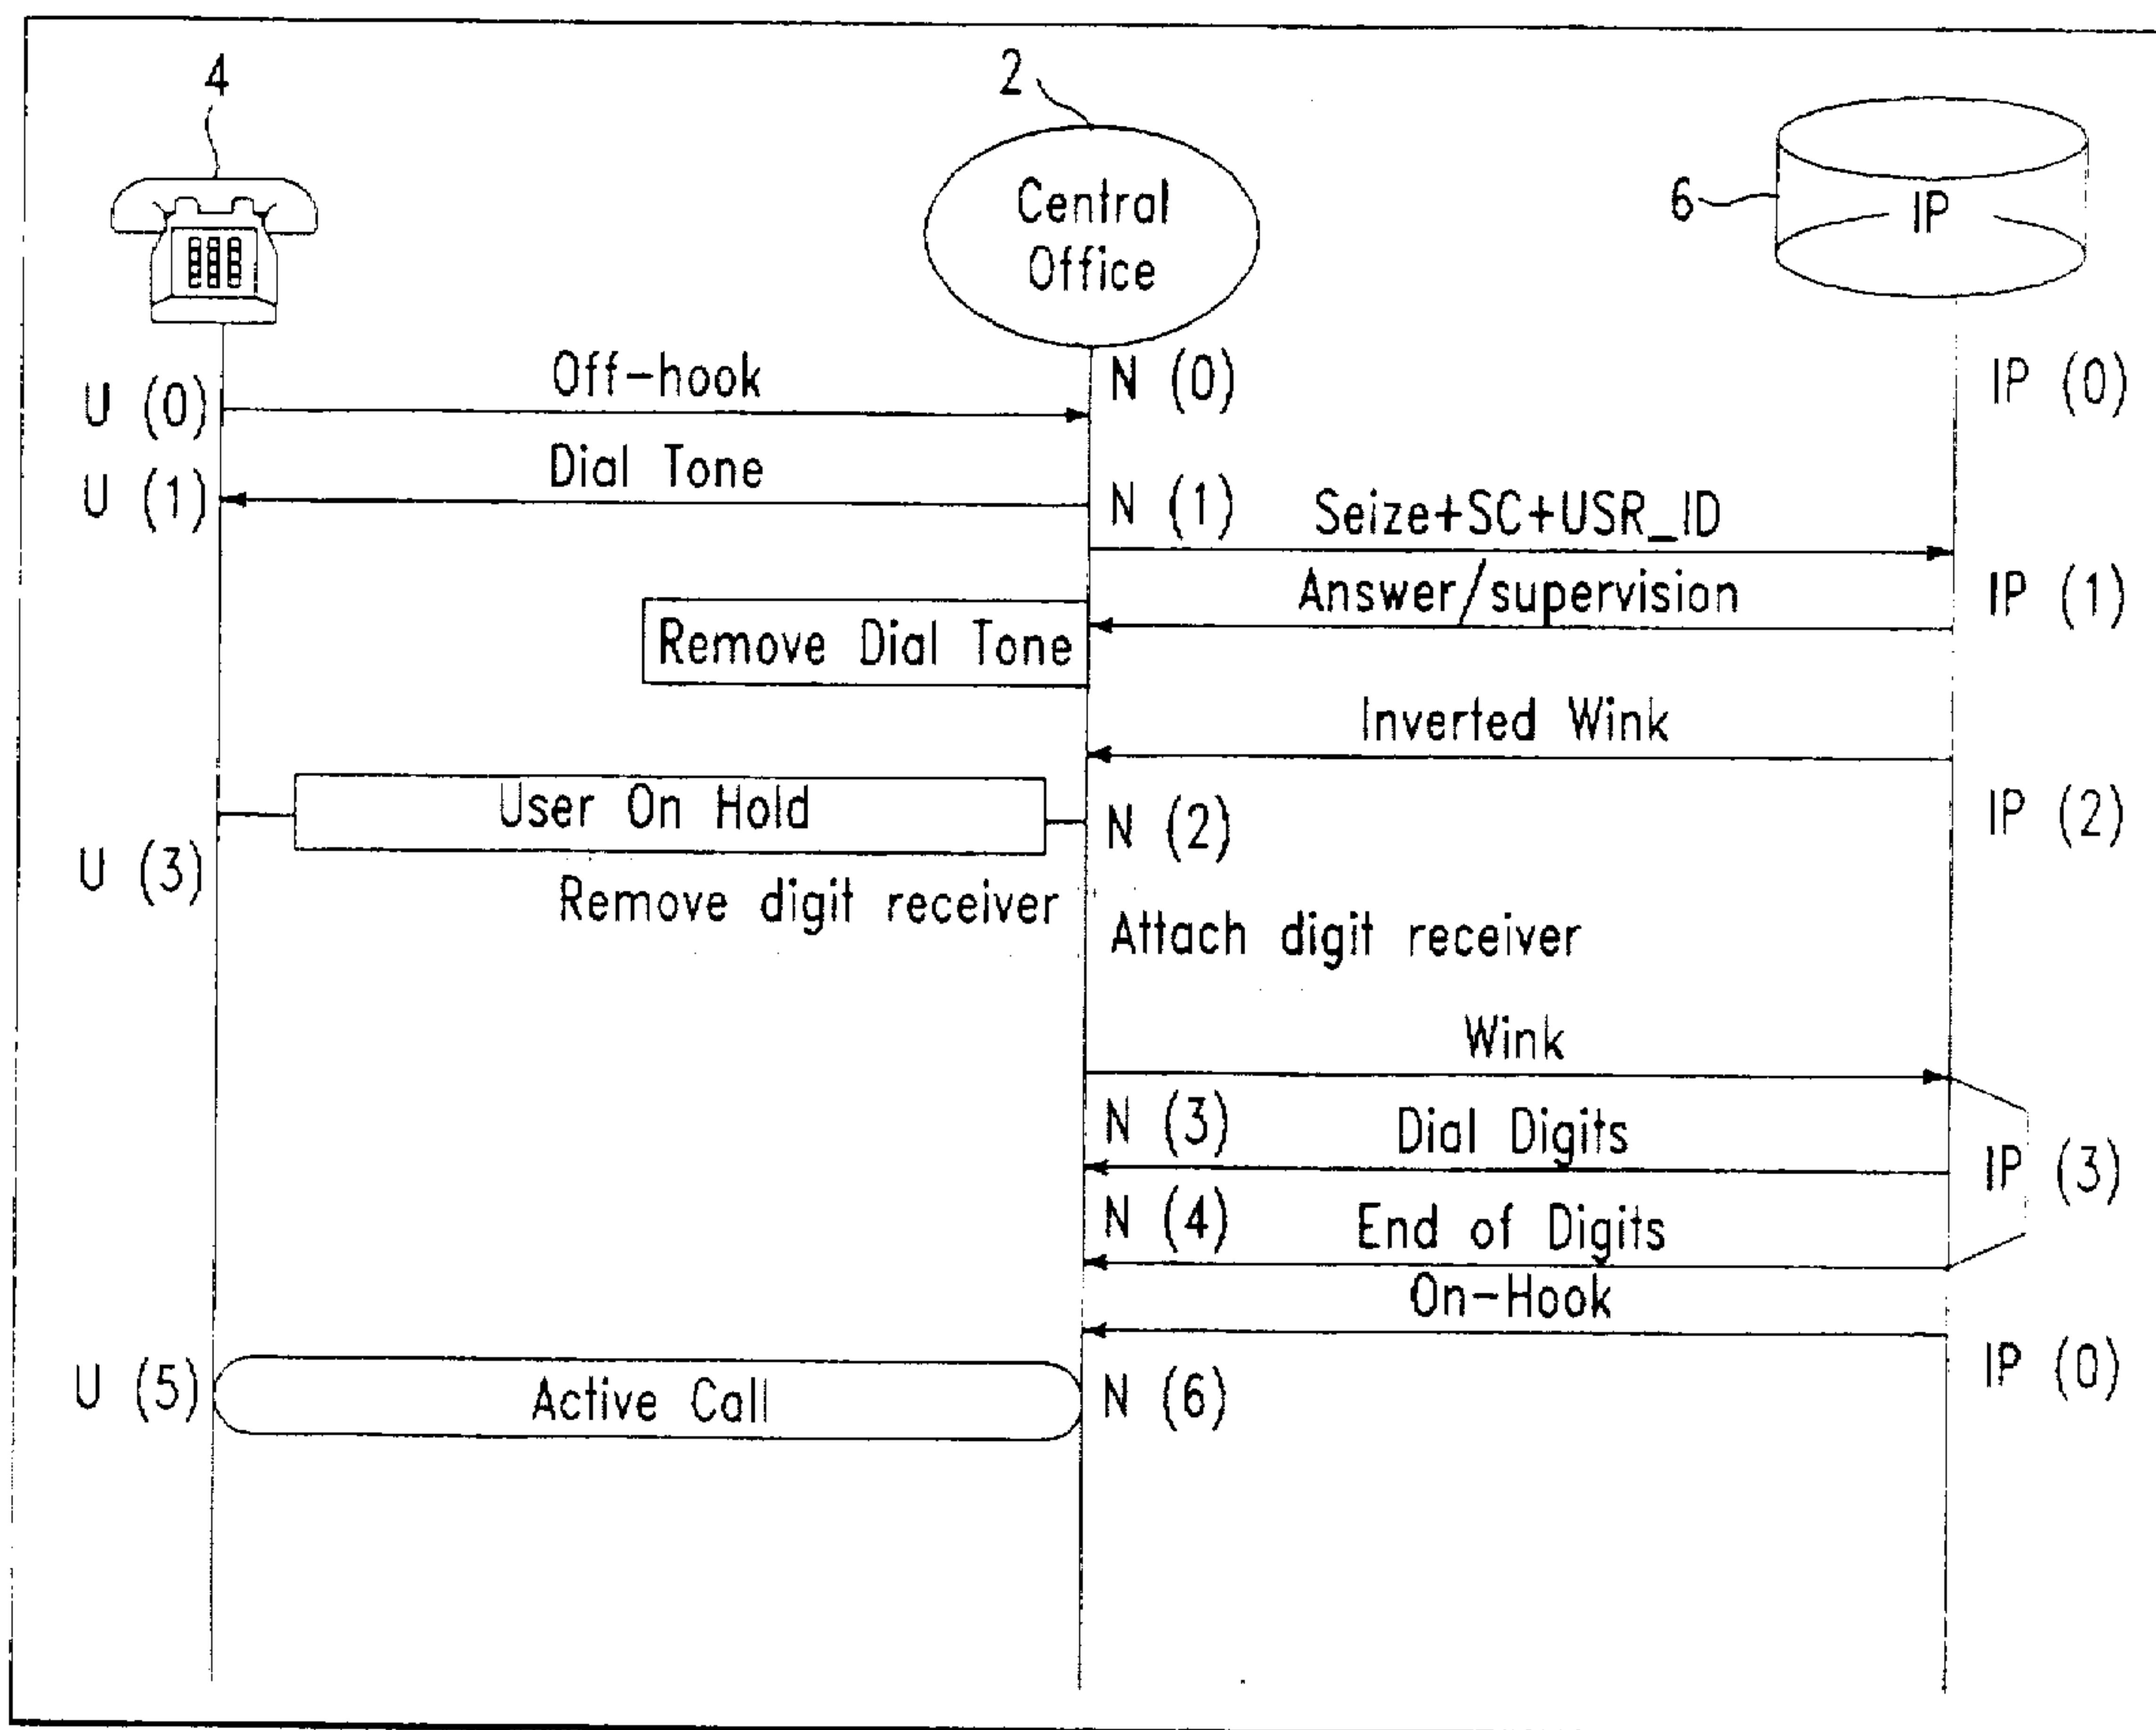 4
2
6
Central
Office
IP
U (0)
Off-hook
N (0)
IP (0)
U (1)
Dial Tone
N (1)
Seize+SC+USR_ID
Answer/supervision
IP (1)
Remove Dial Tone
Inverted Wink
User On Hold
N (2)
IP (2)
U (3)
Remove digit receiver
Attach digit receiver
Wink
N (3)
Dial Digits
IP (3)
N (4)
End of Digits
On-Hook
U (5)
Active Call
N (6)
IP (0)